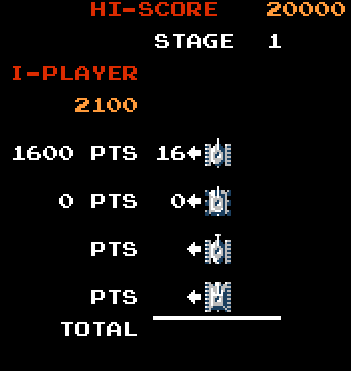 HI-SCORE 20000
STAGE 1
I-PLAYER
2100
1600 PTS 16←
0 PTS 0←
PTS ←
PTS ←
TOTAL